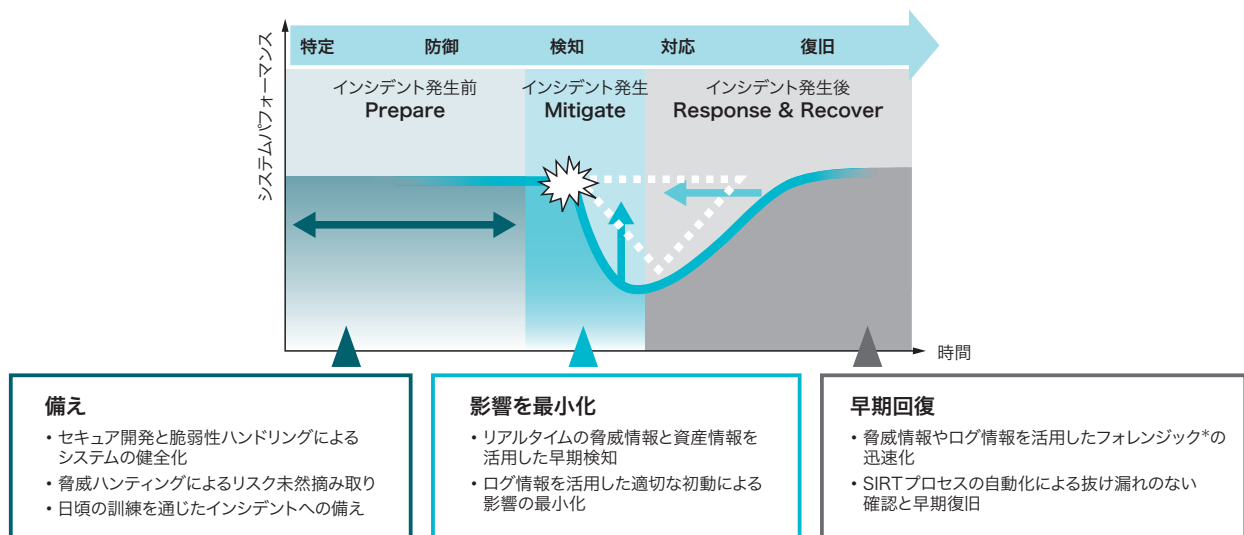 特定 防御 検知 対応 復旧
システムパフォーマンス
インシデント発生前
Prepare
インシデント発生
Mitigate
インシデント発生後
Response & Recover
時間
備え
・セキュア開発と脆弱性ハンドリングによる
システムの健全化
・脅威ハンティングによるリスク未然摘み取り
・日頃の訓練を通じたインシデントへの備え
影響を最小化
・リアルタイムの脅威情報と資産情報を
活用した早期検知
・ログ情報を活用した適切な初動による
影響の最小化
早期回復
・脅威情報やログ情報を活用したフォレンジック*の
迅速化
・SIRTプロセスの自動化による抜け漏れのない
確認と早期復旧